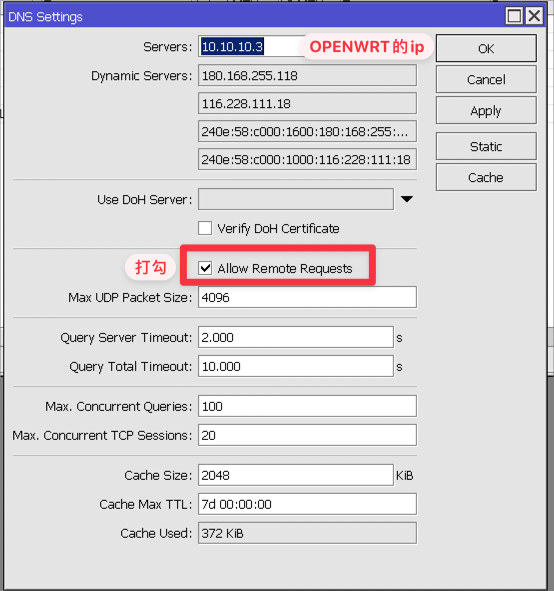 DNS Settings
Servers: 10.10.10.3 OPENWRT的ip OK
Dynamic Servers: 180.168.255.118 Cancel
116.228.111.18 Apply
240e:58:c000:1600:180:168:255:... Static
240e:58:c000:1000:116:228:111:18 Cache
Use DoH Server:
Verify DoH Certificate
打勾 Allow Remote Requests
Max UDP Packet Size: 4096
Query Server Timeout: 2.000 s
Query Total Timeout: 10.000 s
Max. Concurrent Queries: 100
Max. Concurrent TCP Sessions: 20
Cache Size: 2048 KiB
Cache Max TTL: 7d 00:00:00
Cache Used: 372 KiB